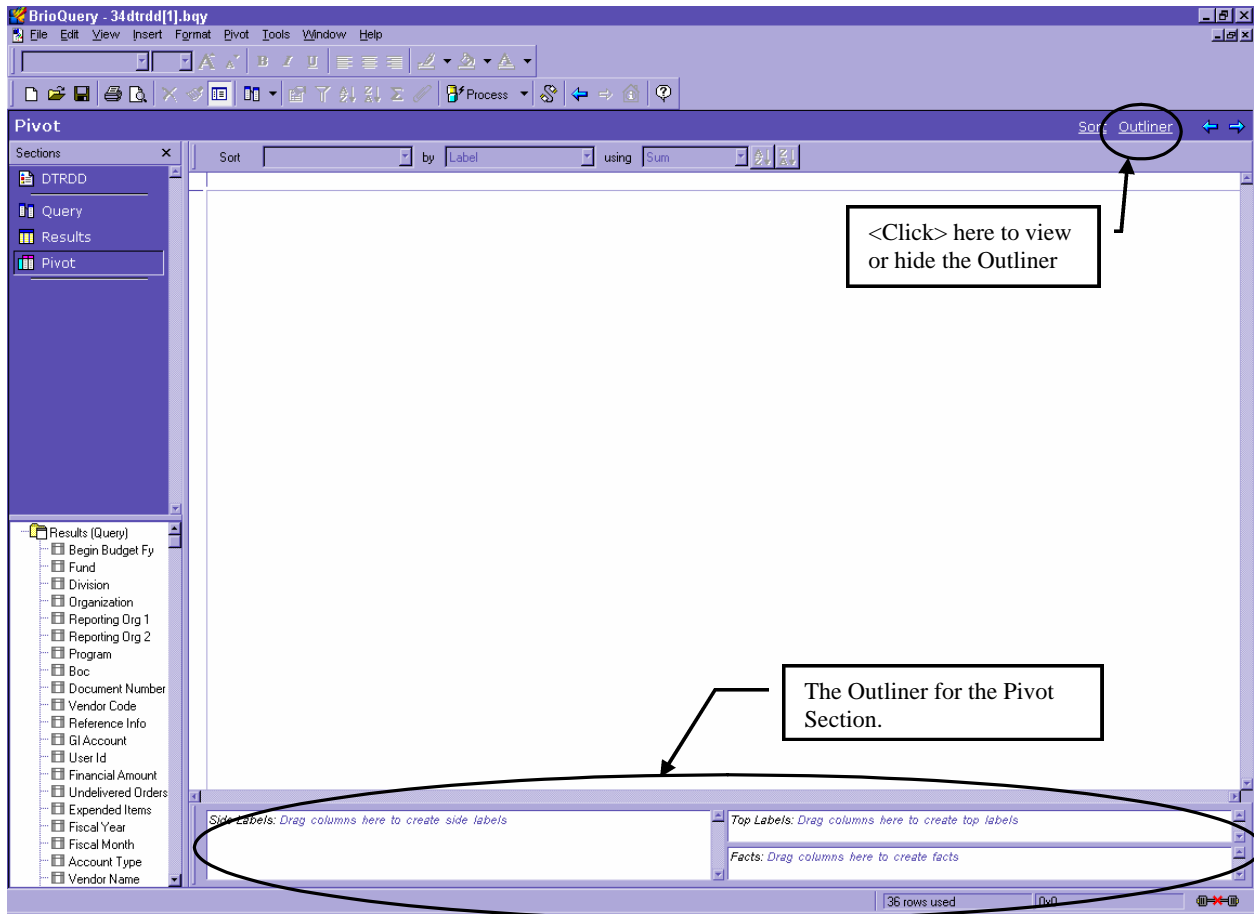 BrioQuery - 34dtrdd[1].bqy
File Edit View Insert Format Pivot Tools Window Help
B I U
Process
Pivot
Sort Outliner
Sections
Sort by Label using Sum
DTRDD
Query
Results
Pivot
<Click> here to view
or hide the Outliner
Results (Query)
Begin Budget Fy
Fund
Division
Organization
Reporting Org 1
Reporting Org 2
Program
Boc
Document Number
Vendor Code
Reference Info
Gl Account
User Id
Financial Amount
Undelivered Orders
Expended Items
Fiscal Year
Fiscal Month
Account Type
Vendor Name
The Outliner for the Pivot
Section.
Side Labels: Drag columns here to create side labels
Top Labels: Drag columns here to create top labels
Facts: Drag columns here to create facts
36 rows used
0x0